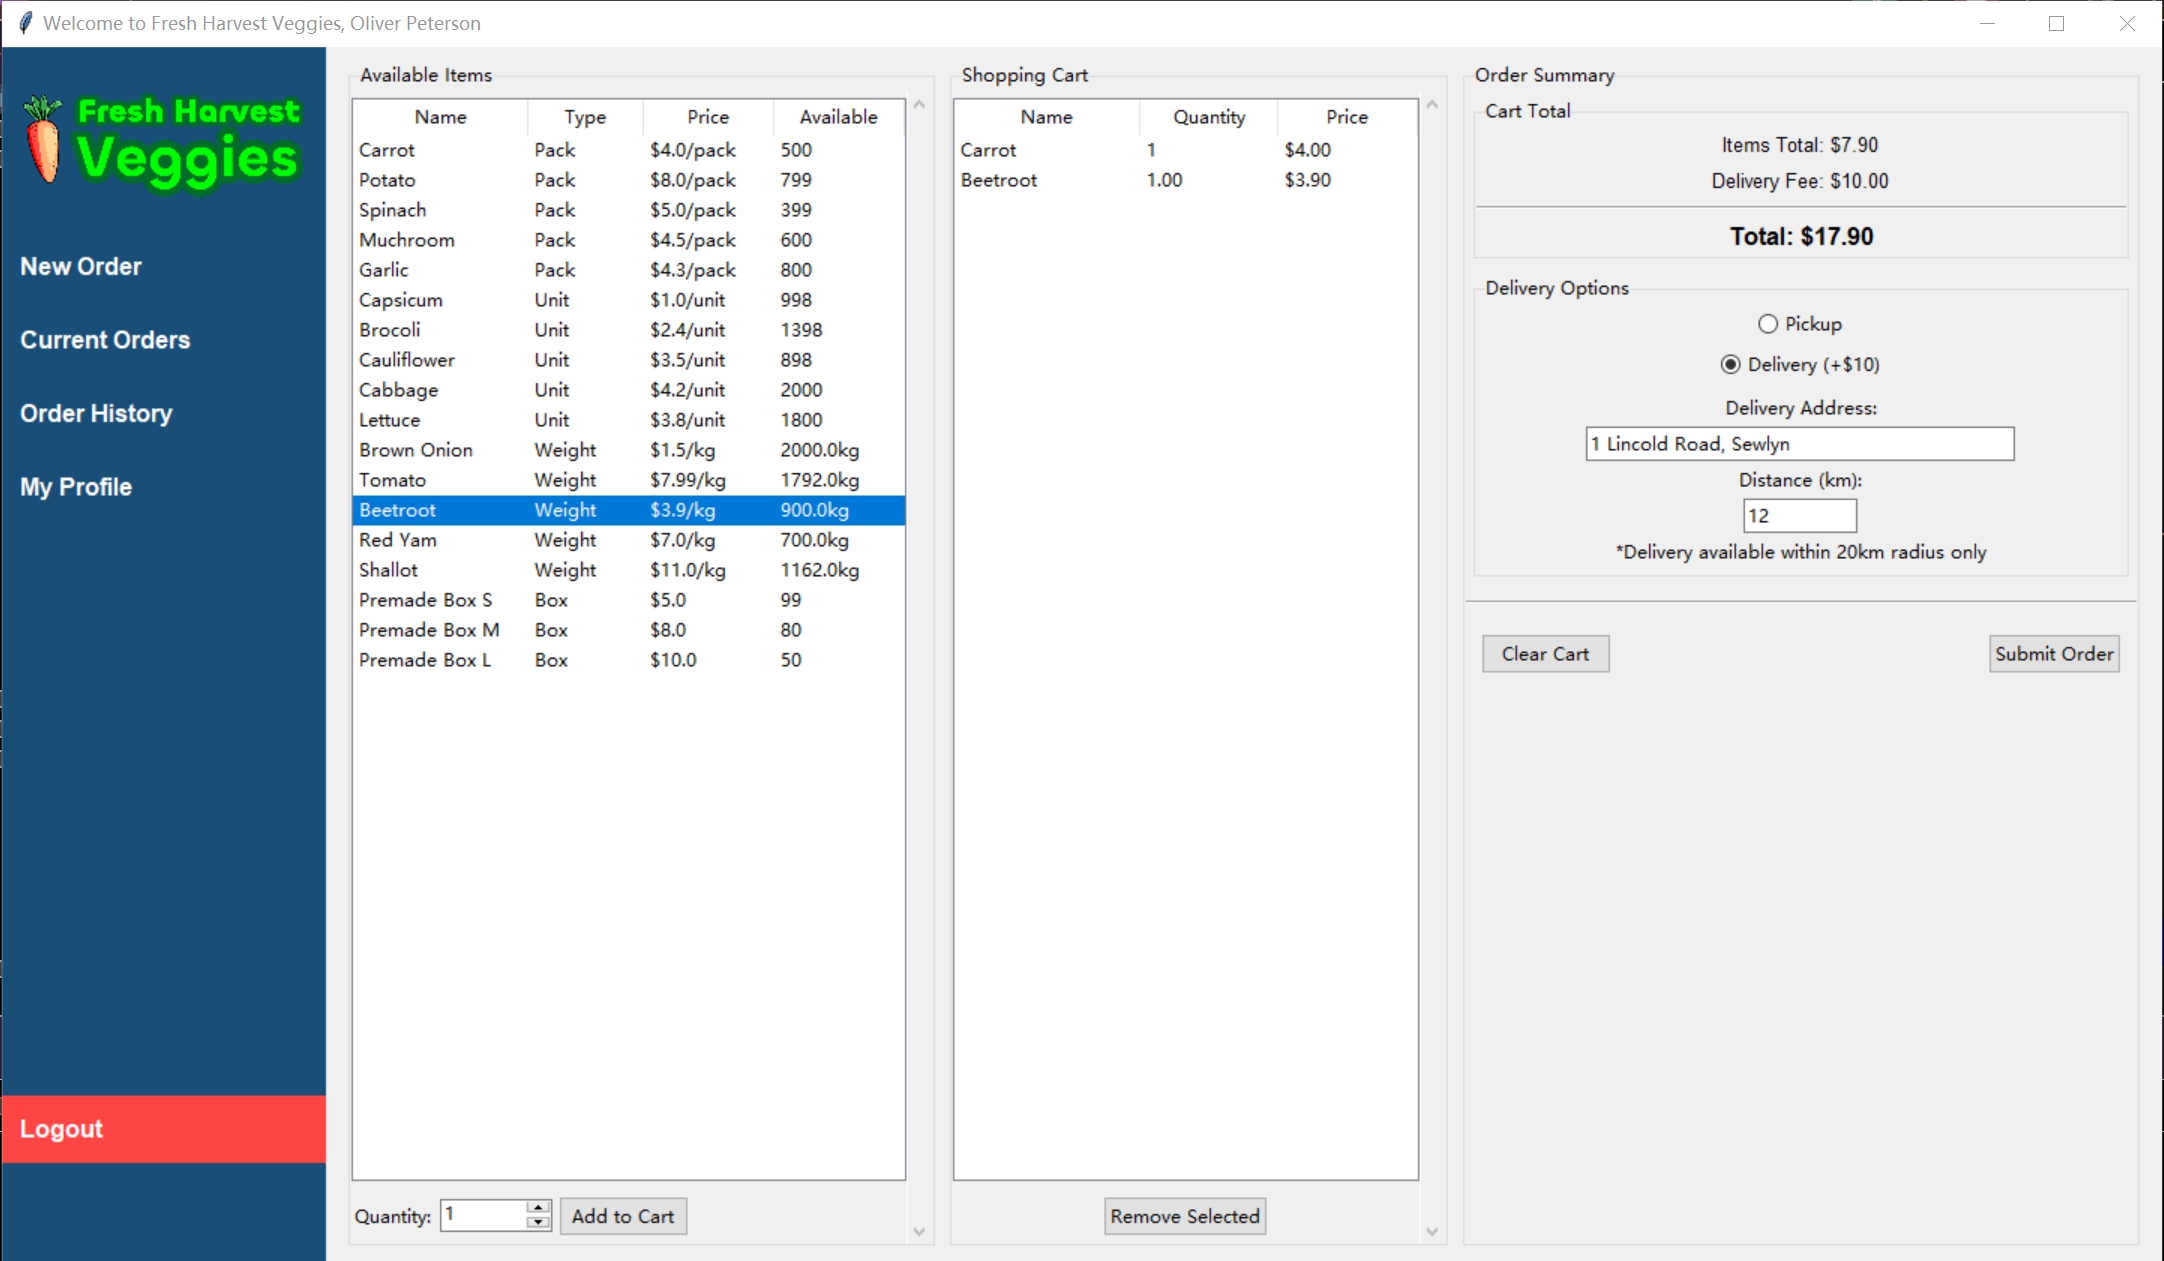 Welcome to Fresh Harvest Veggies, Oliver Peterson
Fresh Harvest
Veggies
New Order
Current Orders
Order History
My Profile
Logout
Available Items
Name Type Price Available
Carrot Pack $4.0/pack 500
Potato Pack $8.0/pack 799
Spinach Pack $5.0/pack 399
Muchroom Pack $4.5/pack 600
Garlic Pack $4.3/pack 800
Capsicum Unit $1.0/unit 998
Brocoli Unit $2.4/unit 1398
Cauliflower Unit $3.5/unit 898
Cabbage Unit $4.2/unit 2000
Lettuce Unit $3.8/unit 1800
Brown Onion Weight $1.5/kg 2000.0kg
Tomato Weight $7.99/kg 1792.0kg
Beetroot Weight $3.9/kg 900.0kg
Red Yam Weight $7.0/kg 700.0kg
Shallot Weight $11.0/kg 1162.0kg
Premade Box S Box $5.0 99
Premade Box M Box $8.0 80
Premade Box L Box $10.0 50
Quantity: 1 Add to Cart
Shopping Cart
Name Quantity Price
Carrot 1 $4.00
Beetroot 1.00 $3.90
Remove Selected
Order Summary
Cart Total
Items Total: $7.90
Delivery Fee: $10.00
Total: $17.90
Delivery Options
Pickup
Delivery (+$10)
Delivery Address:
1 Lincold Road, Sewlyn
Distance (km):
12
*Delivery available within 20km radius only
Clear Cart Submit Order